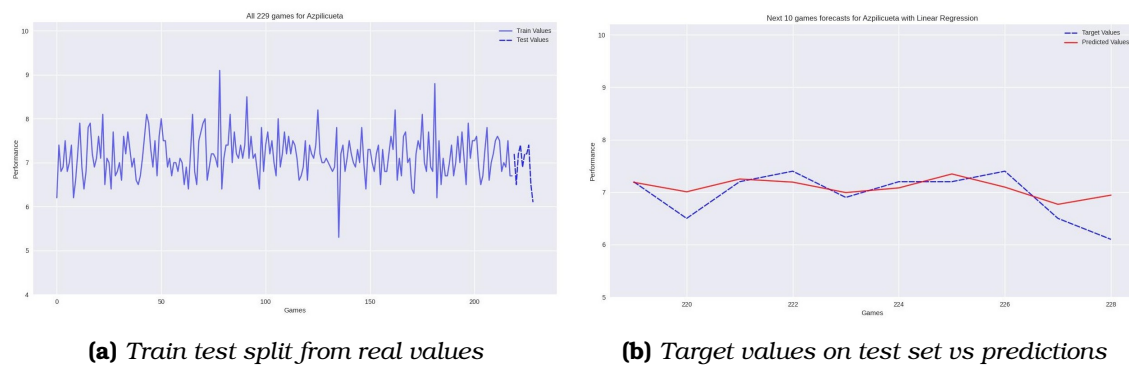 All 229 games for Azpilicueta
Train Values
Test Values
10
9
8
7
6
5
4
Performance
0
50
100
150
200
Games
Next 10 games forecasts for Azpilicueta with Linear Regression
Target Values
Predicted Values
10
9
8
7
6
5
Performance
220
222
224
226
228
Games
(a) Train test split from real values
(b) Target values on test set vs predictions